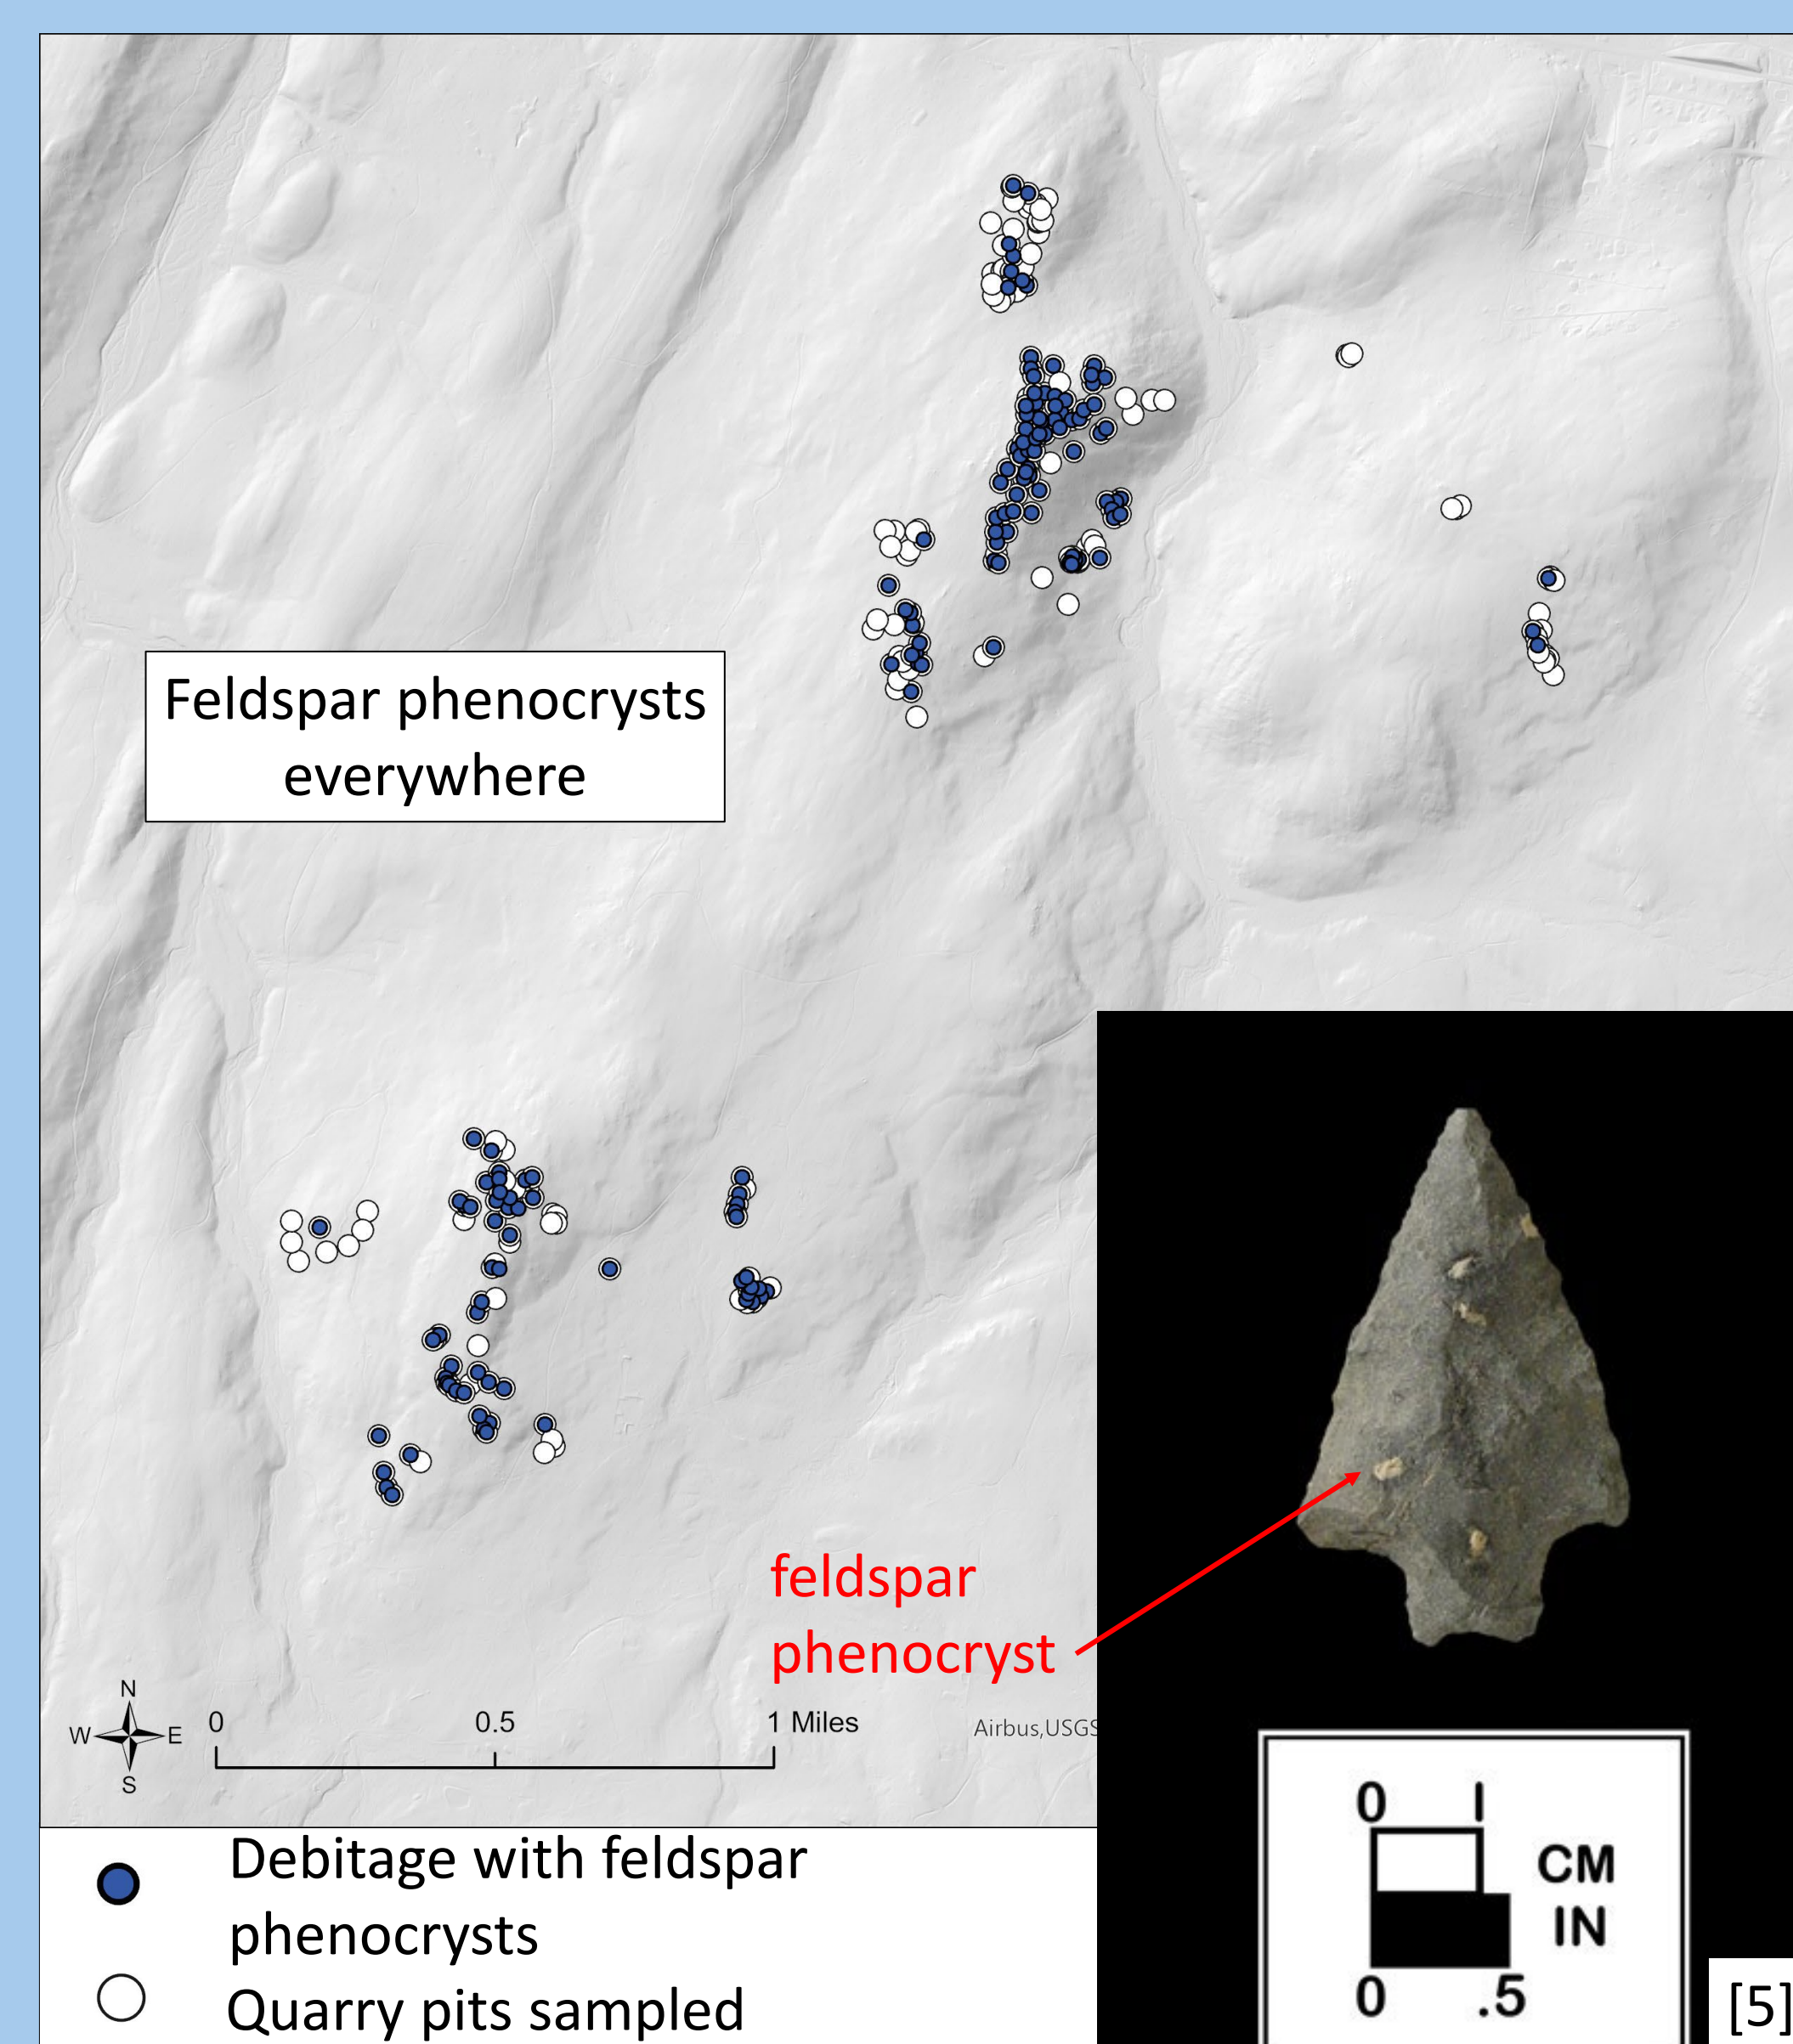 Feldspar phenocrysts
everywhere
feldspar
phenocryst
N
W E
S
0 0.5 1 Miles
Airbus,USGS
Debitage with feldspar
phenocrysts
Quarry pits sampled
0 1
CM
IN
0 .5
[5]